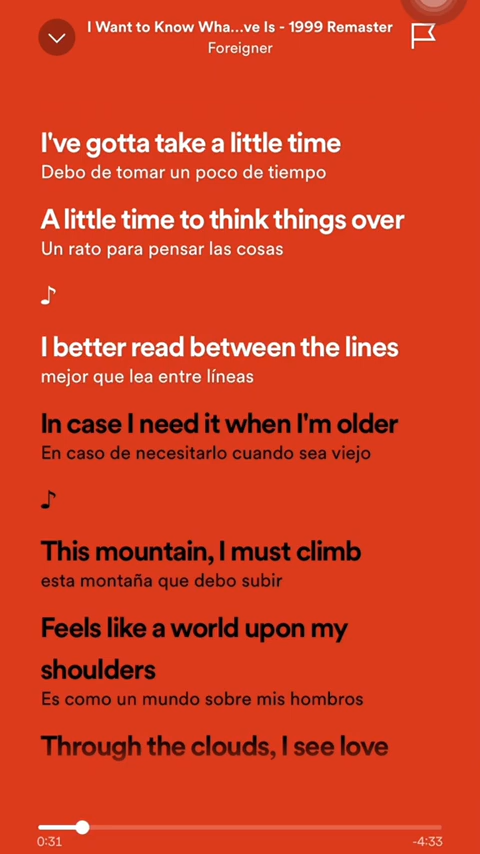 I Want to Know Wha...ve Is - 1999 Remaster
Foreigner
I've gotta take a little time
Debo de tomar un poco de tiempo
A little time to think things over
Un rato para pensar las cosas
♪
I better read between the lines
mejor que lea entre líneas
In case I need it when I'm older
En caso de necesitarlo cuando sea viejo
♪
This mountain, I must climb
esta montaña que debo subir
Feels like a world upon my
shoulders
Es como un mundo sobre mis hombros
Through the clouds, I see love
0:31
-4:33